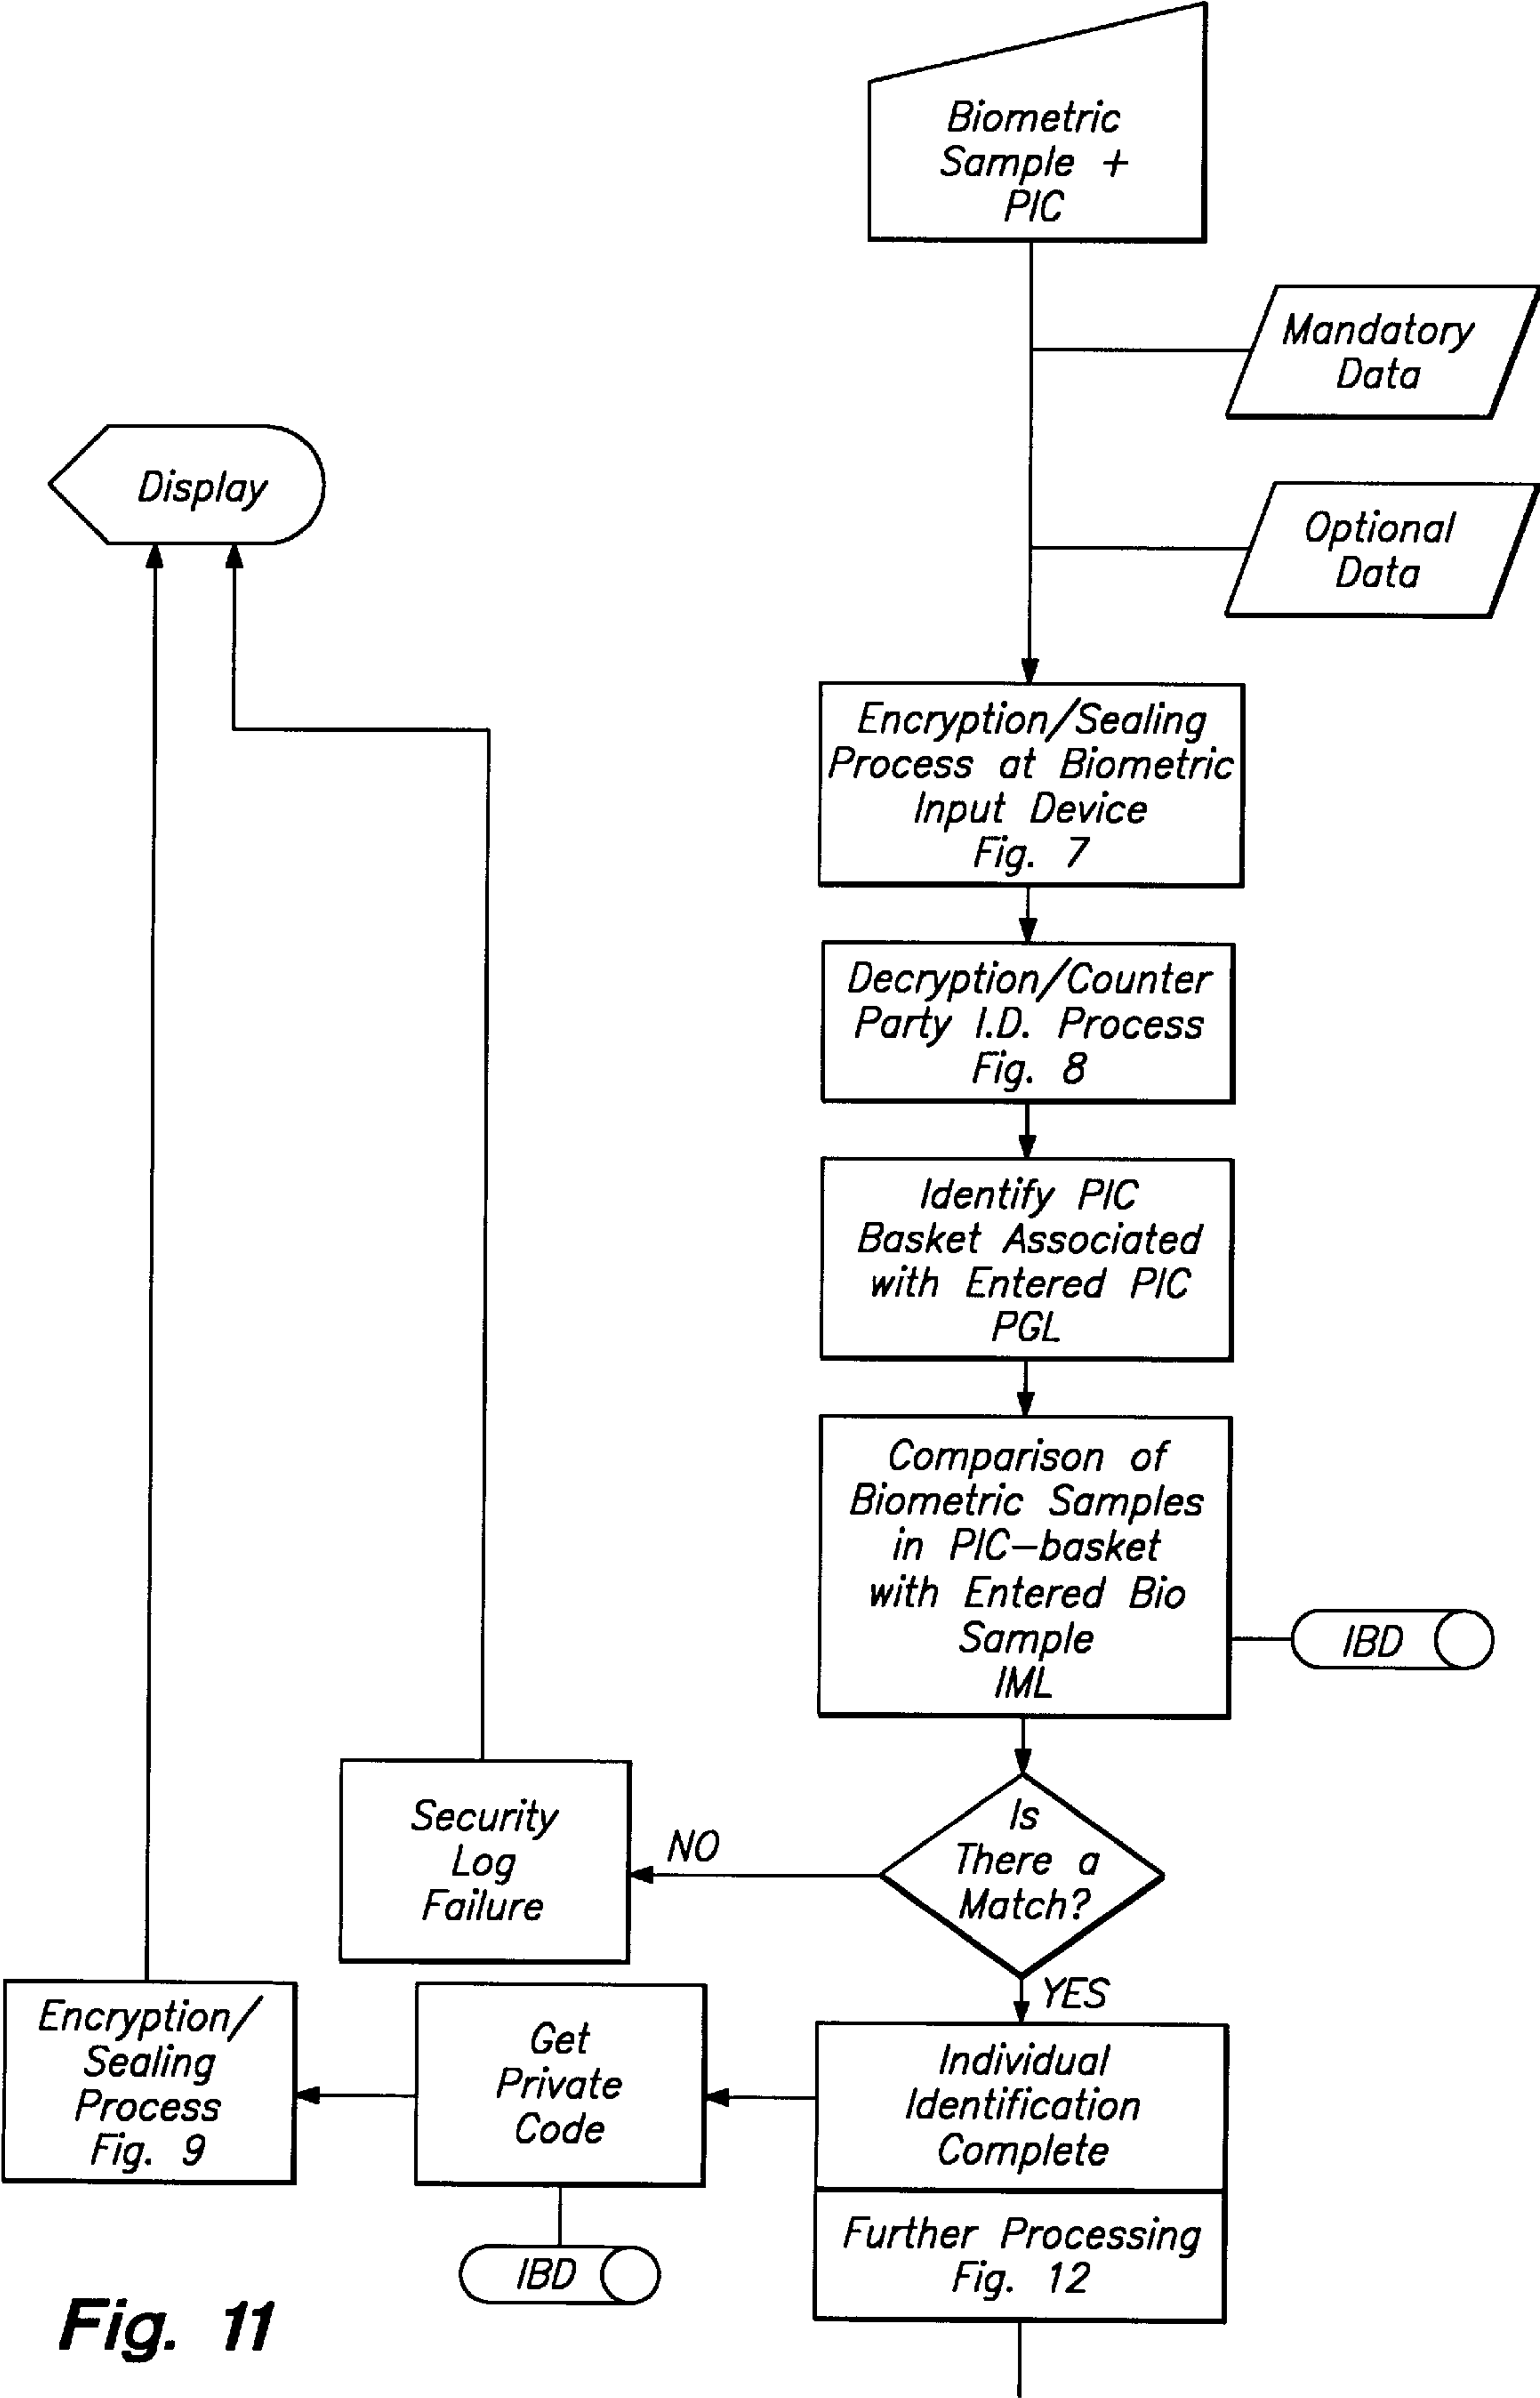 Biometric
Sample +
PIC
Mandatory
Data
Optional
Data
Display
Encryption/Sealing
Process at Biometric
Input Device
Fig. 7
Decryption/Counter
Party I.D. Process
Fig. 8
Identify PIC
Basket Associated
with Entered PIC
PGL
Comparison of
Biometric Samples
in PIC-basket
with Entered Bio
Sample
IML
IBD
Is
There a
Match?
NO
Security
Log
Failure
YES
Individual
Identification
Complete
Further Processing
Fig. 12
Get
Private
Code
IBD
Encryption/
Sealing
Process
Fig. 9
Fig. 11